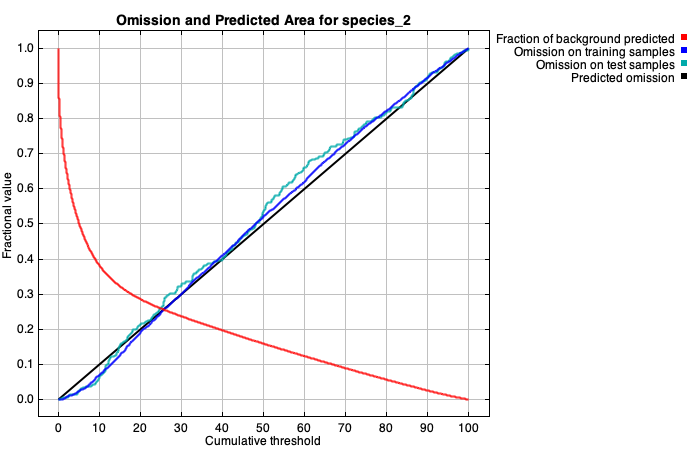 Omission and Predicted Area for species_2
Fraction of background predicted
Omission on training samples
Omission on test samples
Predicted omission
Fractional value
1.0
0.9
0.8
0.7
0.6
0.5
0.4
0.3
0.2
0.1
0.0
0 10 20 30 40 50 60 70 80 90 100
Cumulative threshold